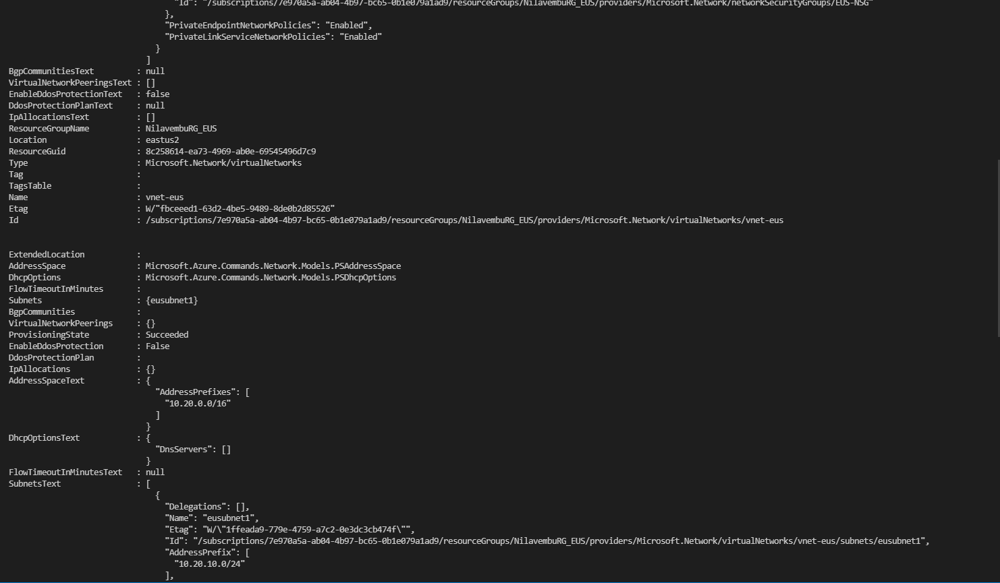 "Id": "/subscriptions/7e970a5a-ab04-4b97-bc65-0b1e079a1ad9/resourceGroups/NilavembuRG_EUS/providers/Microsoft.Network/networkSecurityGroups/EUS-NSG"
},
"PrivateEndpointNetworkPolicies": "Enabled",
"PrivateLinkServiceNetworkPolicies": "Enabled"
}
]
BgpCommunitiesText : null
VirtualNetworkPeeringsText : []
EnableDdosProtectionText : false
DdosProtectionPlanText : null
IpAllocationsText : []
ResourceGroupName : NilavembuRG_EUS
Location : eastus2
ResourceGuid : 8c258614-ea73-4969-ab0e-69545496d7c9
Type : Microsoft.Network/virtualNetworks
Tag :
TagsTable :
Name : vnet-eus
Etag : W/"fbceeed1-63d2-4be5-9489-8de0b2d85526"
Id : /subscriptions/7e970a5a-ab04-4b97-bc65-0b1e079a1ad9/resourceGroups/NilavembuRG_EUS/providers/Microsoft.Network/virtualNetworks/vnet-eus
ExtendedLocation :
AddressSpace : Microsoft.Azure.Commands.Network.Models.PSAddressSpace
DhcpOptions : Microsoft.Azure.Commands.Network.Models.PSDhcpOptions
FlowTimeoutInMinutes :
Subnets : {eusubnet1}
BgpCommunities :
VirtualNetworkPeerings : {}
ProvisioningState : Succeeded
EnableDdosProtection : False
DdosProtectionPlan :
IpAllocations : {}
AddressSpaceText : {
"AddressPrefixes": [
"10.20.0.0/16"
]
}
DhcpOptionsText : {
"DnsServers": []
}
FlowTimeoutInMinutesText : null
SubnetsText : [
{
"Delegations": [],
"Name": "eusubnet1",
"Etag": "W/\"1ffeada9-779e-4759-a7c2-0e3dc3cb474f\"",
"Id": "/subscriptions/7e970a5a-ab04-4b97-bc65-0b1e079a1ad9/resourceGroups/NilavembuRG_EUS/providers/Microsoft.Network/virtualNetworks/vnet-eus/subnets/eusubnet1",
"AddressPrefix": [
"10.20.10.0/24"
],